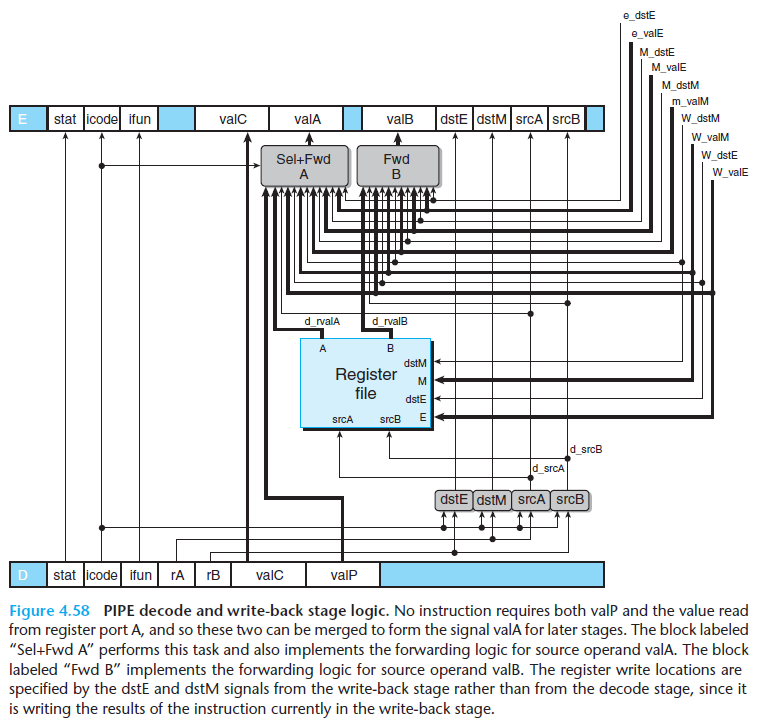 e_dstE
e_valE
M_dstE
M_valE
M_dstM
m_valM
W_dstM
W_valM
W_dstE
W_valE
E stat icode ifun valC valA valB dstE dstM srcA srcB
Sel+Fwd
A
Fwd
B
d_rvalA d_rvalB
A B
Register
file
dstM
M
dstE
E
srcA srcB
d_srcB
d_srcA
dstE dstM srcA srcB
D stat icode ifun rA rB valC valP
Figure 4.58 PIPE decode and write-back stage logic. No instruction requires both valP and the value read
from register port A, and so these two can be merged to form the signal valA for later stages. The block labeled
“Sel+Fwd A” performs this task and also implements the forwarding logic for source operand valA. The block
labeled “Fwd B” implements the forwarding logic for source operand valB. The register write locations are
specified by the dstE and dstM signals from the write-back stage rather than from the decode stage, since it
is writing the results of the instruction currently in the write-back stage.